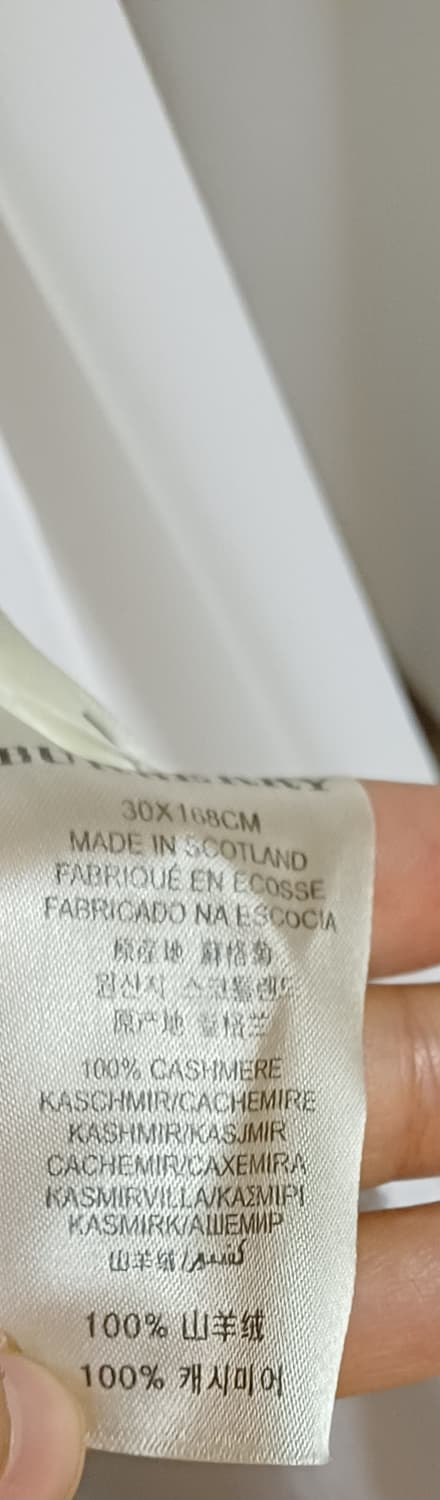 BURBERRY
30X168CM
MADE IN SCOTLAND
FABRIQUÉ EN ÉCOSSE
FABRICADO NA ESCOCIA
原産地 蘇格蘭
원산지 스코틀랜드
原产地 苏格兰
100% CASHMERE
KASCHMIR/CACHEMIRE
KASHMIR/KASJMIR
CACHEMIR/CAXEMIRA
KASMIRVILLA/ΚΑΣΜΙΡΙ
KASMIRK/АШЕМИР
山羊绒/
100% 山羊绒
100% 캐시미어